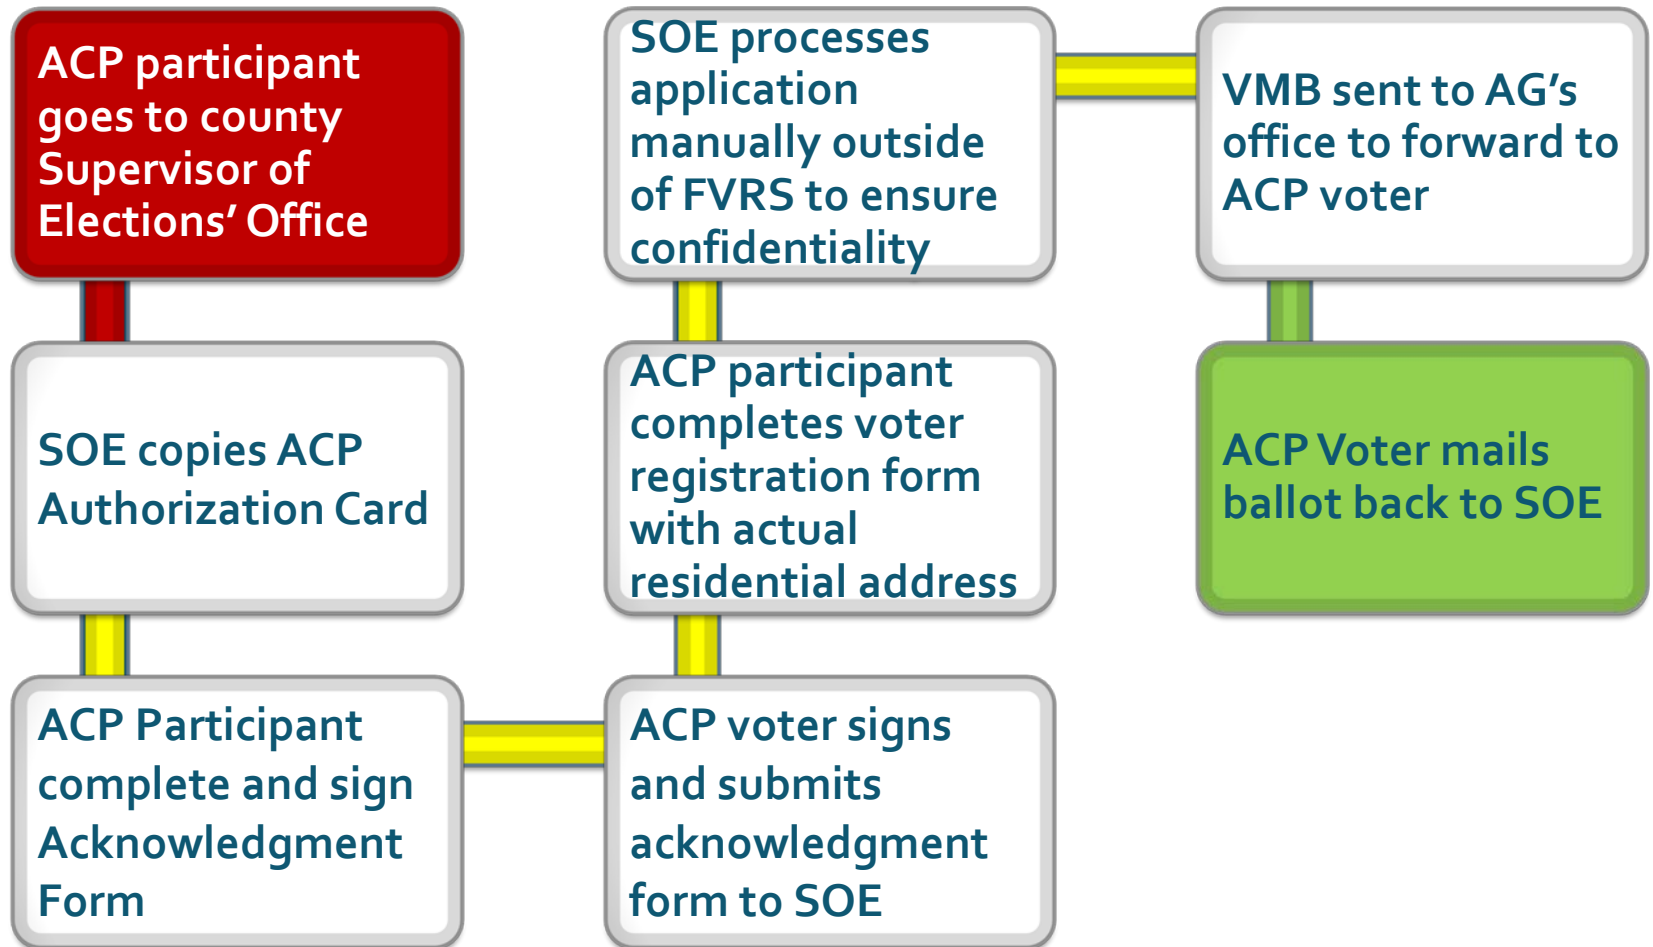 ACP participant
goes to county
Supervisor of
Elections’ Office
SOE copies ACP
Authorization Card
ACP Participant
complete and sign
Acknowledgment
Form
ACP voter signs
and submits
acknowledgment
form to SOE
ACP participant
completes voter
registration form
with actual
residential address
SOE processes
application
manually outside
of FVRS to ensure
confidentiality
VMB sent to AG’s
office to forward to
ACP voter
ACP Voter mails
ballot back to SOE